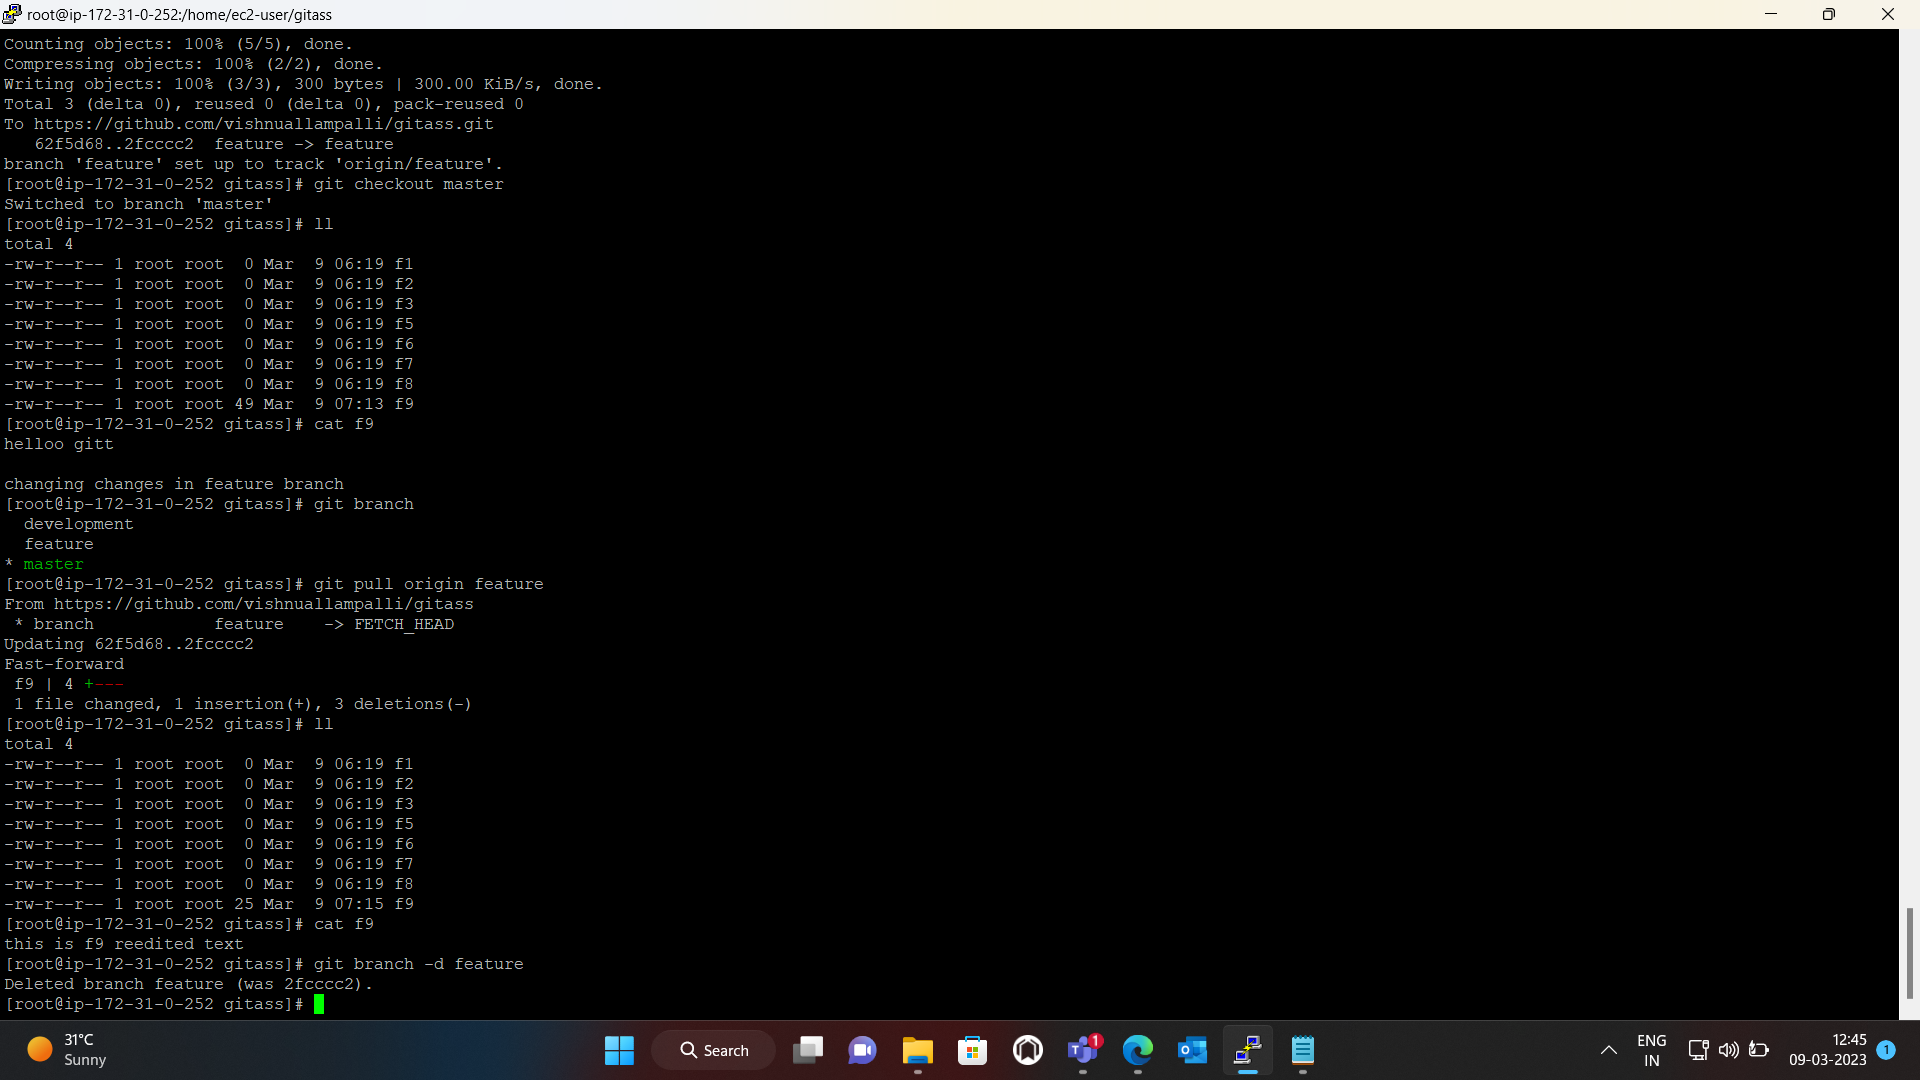 root@ip-172-31-0-252:/home/ec2-user/gitass
Counting objects: 100% (5/5), done.
Compressing objects: 100% (2/2), done.
Writing objects: 100% (3/3), 300 bytes | 300.00 KiB/s, done.
Total 3 (delta 0), reused 0 (delta 0), pack-reused 0
To https://github.com/vishnuallampalli/gitass.git
   62f5d68..2fcccc2  feature -> feature
branch 'feature' set up to track 'origin/feature'.
[root@ip-172-31-0-252 gitass]# git checkout master
Switched to branch 'master'
[root@ip-172-31-0-252 gitass]# ll
total 4
-rw-r--r-- 1 root root  0 Mar  9 06:19 f1
-rw-r--r-- 1 root root  0 Mar  9 06:19 f2
-rw-r--r-- 1 root root  0 Mar  9 06:19 f3
-rw-r--r-- 1 root root  0 Mar  9 06:19 f5
-rw-r--r-- 1 root root  0 Mar  9 06:19 f6
-rw-r--r-- 1 root root  0 Mar  9 06:19 f7
-rw-r--r-- 1 root root  0 Mar  9 06:19 f8
-rw-r--r-- 1 root root 49 Mar  9 07:13 f9
[root@ip-172-31-0-252 gitass]# cat f9
helloo gitt

changing changes in feature branch
[root@ip-172-31-0-252 gitass]# git branch
  development
  feature
* master
[root@ip-172-31-0-252 gitass]# git pull origin feature
From https://github.com/vishnuallampalli/gitass
 * branch            feature    -> FETCH_HEAD
Updating 62f5d68..2fcccc2
Fast-forward
 f9 | 4 +---
 1 file changed, 1 insertion(+), 3 deletions(-)
[root@ip-172-31-0-252 gitass]# ll
total 4
-rw-r--r-- 1 root root  0 Mar  9 06:19 f1
-rw-r--r-- 1 root root  0 Mar  9 06:19 f2
-rw-r--r-- 1 root root  0 Mar  9 06:19 f3
-rw-r--r-- 1 root root  0 Mar  9 06:19 f5
-rw-r--r-- 1 root root  0 Mar  9 06:19 f6
-rw-r--r-- 1 root root  0 Mar  9 06:19 f7
-rw-r--r-- 1 root root  0 Mar  9 06:19 f8
-rw-r--r-- 1 root root 25 Mar  9 07:15 f9
[root@ip-172-31-0-252 gitass]# cat f9
this is f9 reedited text
[root@ip-172-31-0-252 gitass]# git branch -d feature
Deleted branch feature (was 2fcccc2).
[root@ip-172-31-0-252 gitass]#
31°C
Sunny
Search
1
ENG
IN
12:45
09-03-2023
1